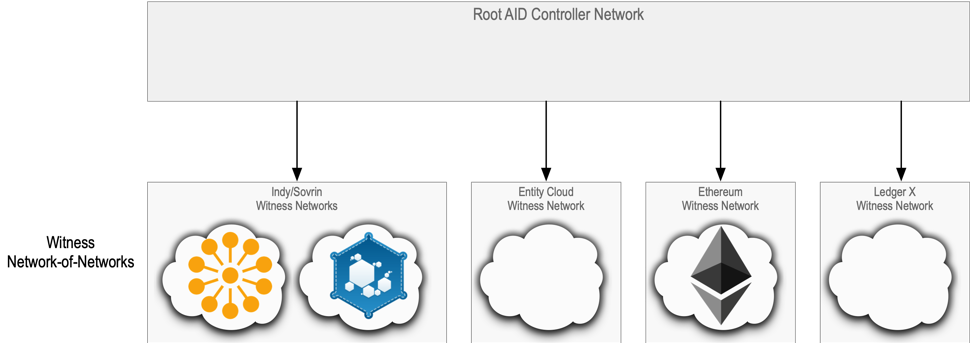 Root AID Controller Network
Indy/Sovrin
Witness Networks
Entity Cloud
Witness Network
Ethereum
Witness Network
Ledger X
Witness Network
Witness
Network-of-Networks